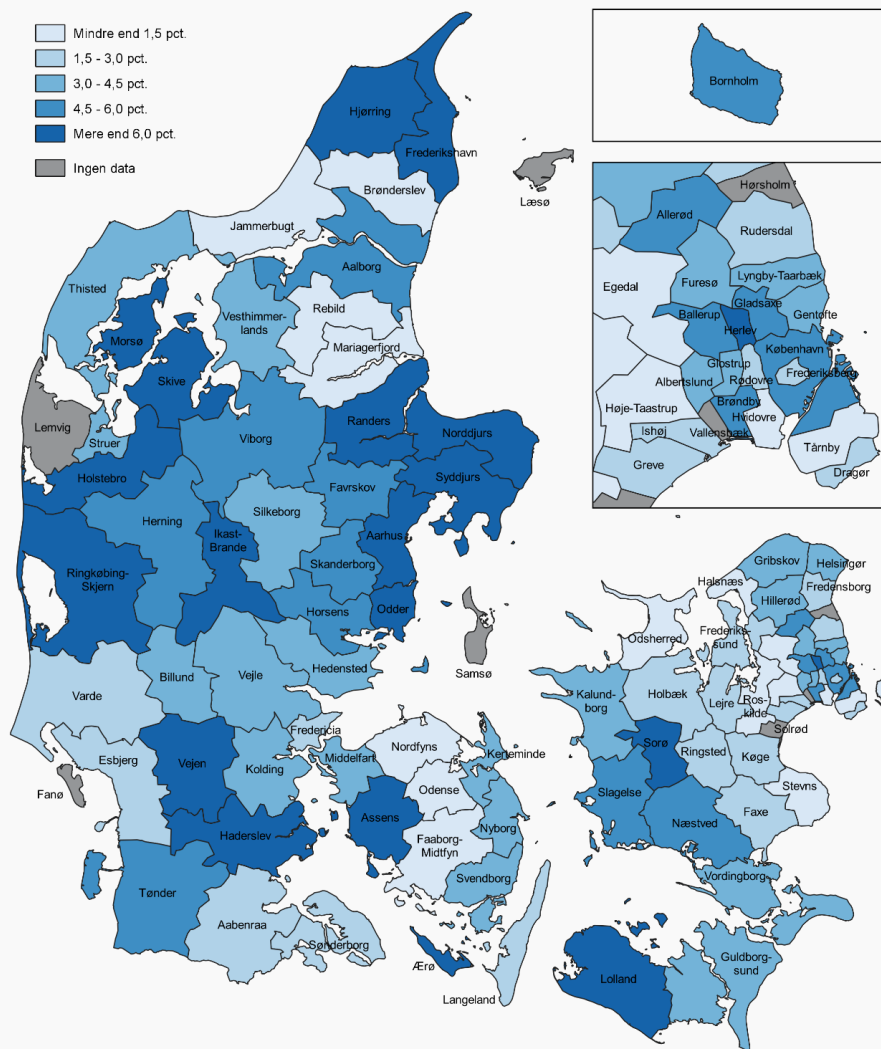 Mindre end 1,5 pct.
1,5 - 3,0 pct.
3,0 - 4,5 pct.
4,5 - 6,0 pct.
Mere end 6,0 pct.
Ingen data
Bornholm
Hjørring
Frederikshavn
Læsø
Brønderslev
Jammerbugt
Aalborg
Thisted
Vesthimmer-
lands
Rebild
Mariagerfjord
Morsø
Skive
Lemvig
Struer
Viborg
Randers
Norddjurs
Syddjurs
Holstebro
Herning
Silkeborg
Favrskov
Ikast-
Brande
Aarhus
Skanderborg
Ringkøbing-
Skjern
Horsens
Odder
Samsø
Hedensted
Billund
Vejle
Varde
Fredericia
Esbjerg
Vejen
Kolding
Fanø
Middelfart
Nordfyns
Kerteminde
Odense
Assens
Nyborg
Faaborg-
Midtfyn
Haderslev
Svendborg
Tønder
Aabenraa
Sønderborg
Ærø
Langeland
Hørsholm
Allerød
Rudersdal
Egedal
Furesø
Lyngby-Taarbæk
Gladsaxe
Ballerup
Gentofte
Herlev
København
Glostrup
Frederiksberg
Albertslund
Rødovre
Brøndby
Høje-Taastrup
Hvidovre
Ishøj
Vallensbæk
Tårnby
Greve
Dragør
Gribskov
Helsingør
Halsnæs
Fredensborg
Hillerød
Odsherred
Frederiks-
sund
Kalund-
borg
Holbæk
Lejre
Ros-
kilde
Solrød
Sorø
Ringsted
Køge
Stevns
Slagelse
Næstved
Faxe
Vordingborg
Lolland
Guldborg-
sund